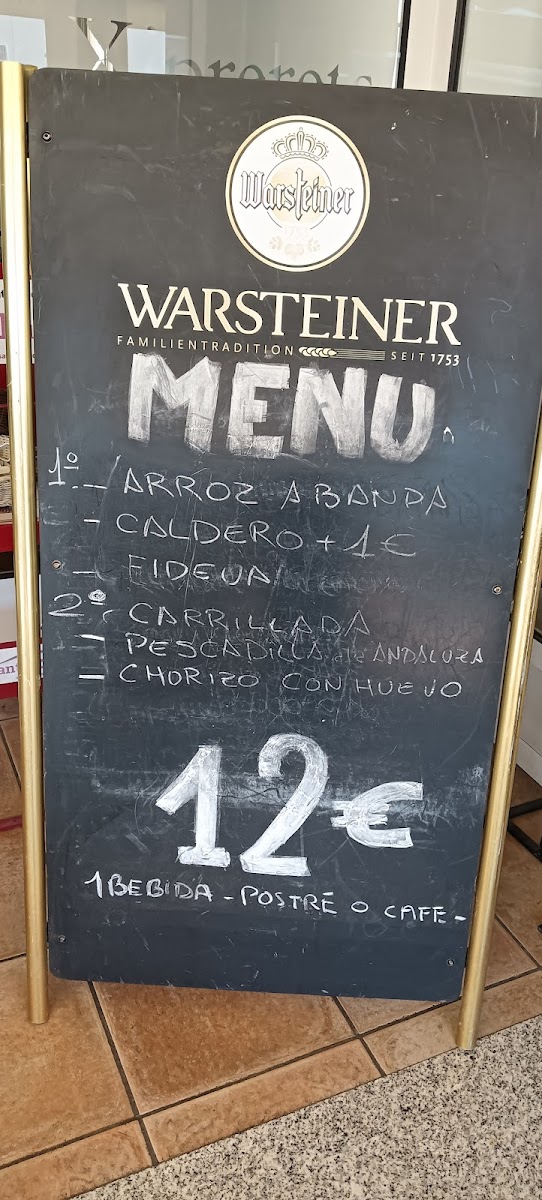 Warsteiner
WARSTEINER
FAMILIENTRADITION SEIT 1753
MENU
1º - ARROZ A BANDA
- CALDERO + 1€
- FIDEUA
2º CARRILLADA
- PESCADILLA ANDALUZA
- CHORIZO CON HUEVO
12€
1 BEBIDA - POSTRE O CAFE -